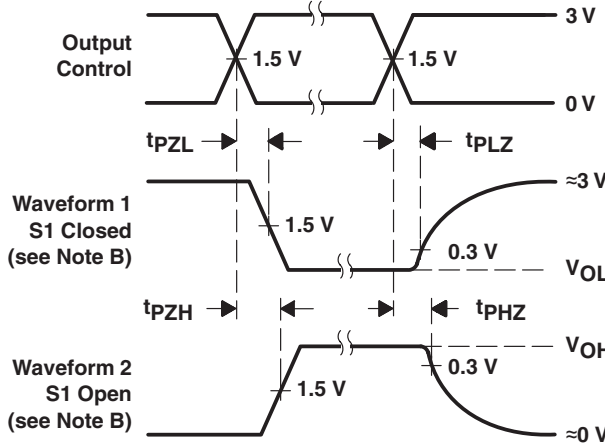 3 V
Output
Control
1.5 V
1.5 V
0 V
tPZL
tPLZ
≈3 V
Waveform 1
S1 Closed
(see Note B)
1.5 V
0.3 V
VOL
tPZH
tPHZ
VOH
Waveform 2
S1 Open
(see Note B)
1.5 V
0.3 V
≈0 V